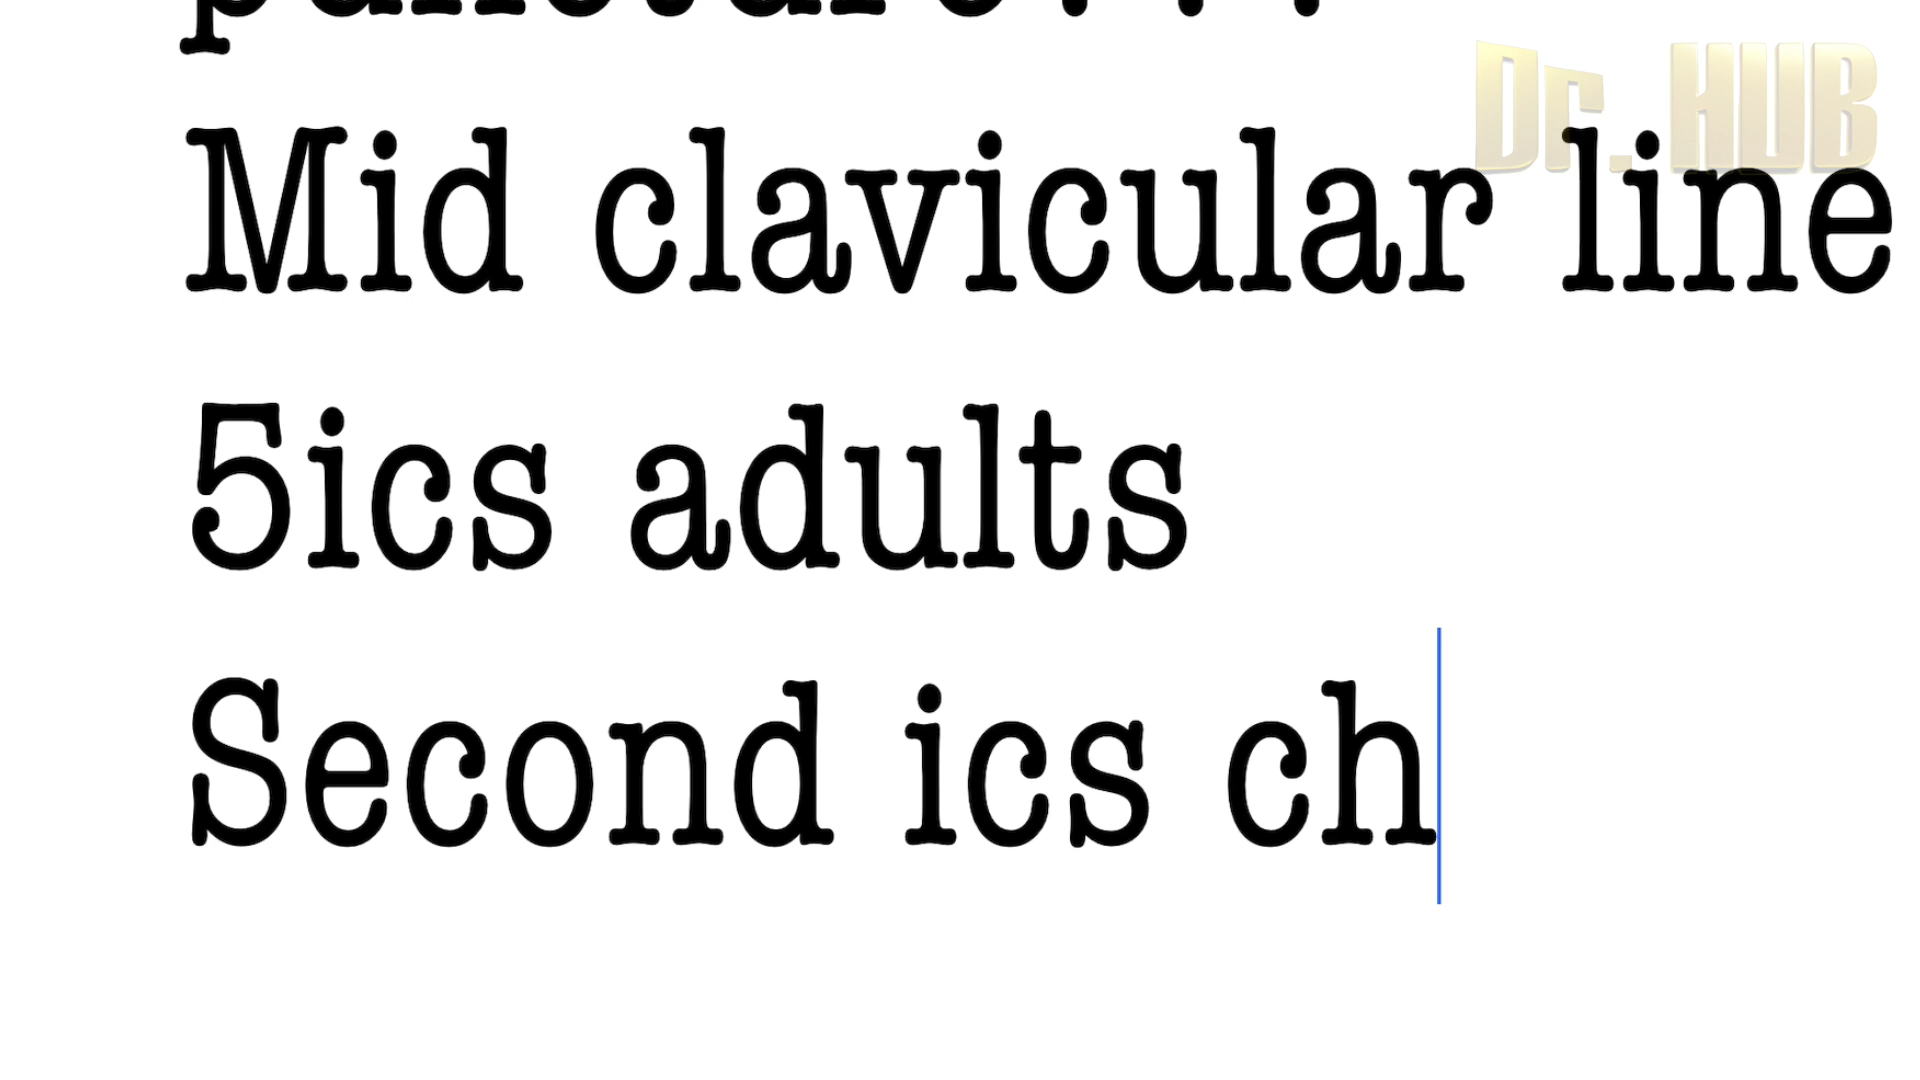 Dr. HUB
Mid clavicular line
5ics adults
Second ics ch